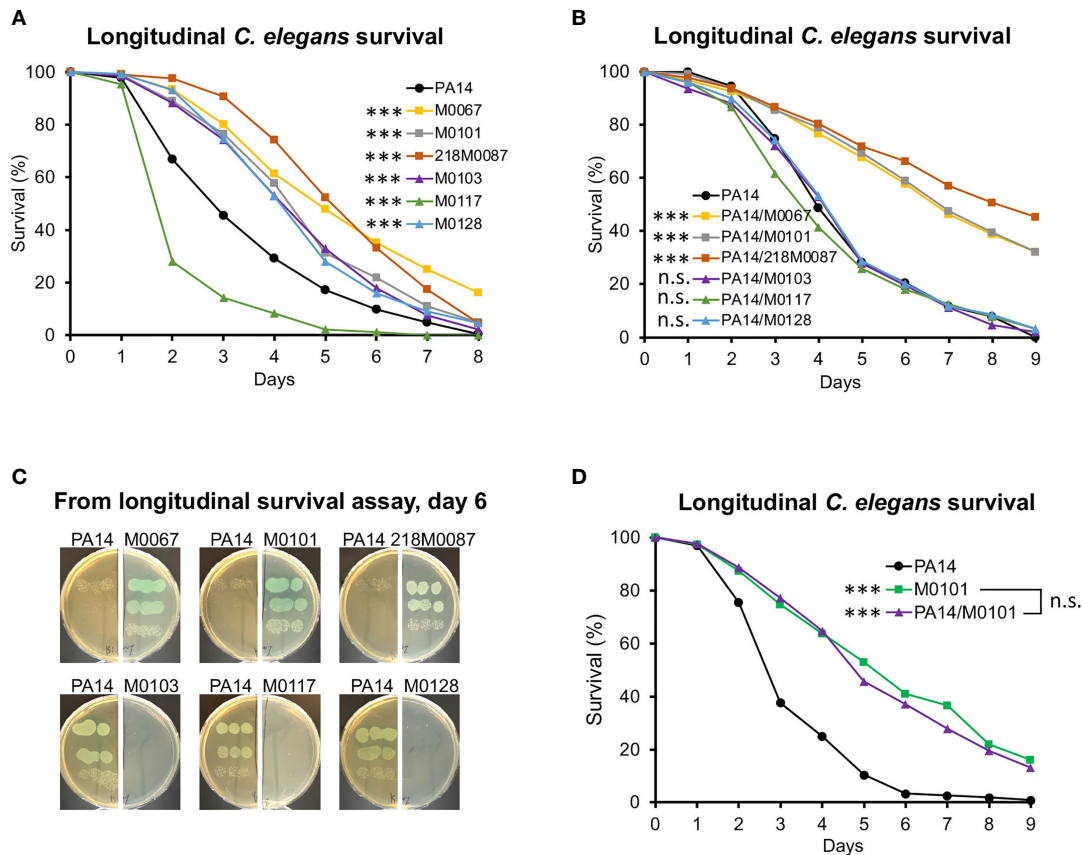 A
Longitudinal C. elegans survival
Survival (%)
100
80
60
40
20
0
0 1 2 3 4 5 6 7 8
Days
PA14
*** M0067
*** M0101
*** 218M0087
*** M0103
*** M0117
*** M0128
B
Longitudinal C. elegans survival
Survival (%)
100
80
60
40
20
0
0 1 2 3 4 5 6 7 8 9
Days
PA14
*** PA14/M0067
*** PA14/M0101
*** PA14/218M0087
n.s. PA14/M0103
n.s. PA14/M0117
n.s. PA14/M0128
C
From longitudinal survival assay, day 6
PA14 M0067
PA14 M0101
PA14 218M0087
PA14 M0103
PA14 M0117
PA14 M0128
D
Longitudinal C. elegans survival
Survival (%)
100
80
60
40
20
0
0 1 2 3 4 5 6 7 8 9
Days
PA14
*** M0101
*** PA14/M0101
n.s.